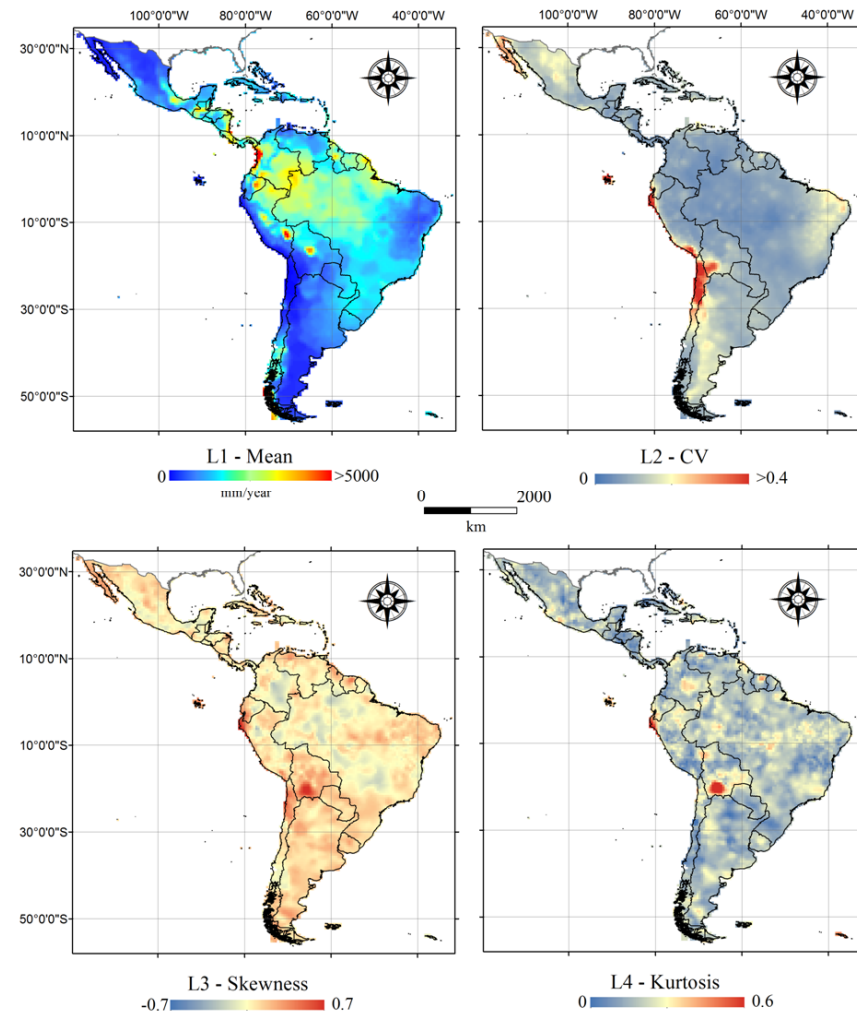 100°0'0"W 80°0'0"W 60°0'0"W 40°0'0"W
100°0'0"W 80°0'0"W 60°0'0"W 40°0'0"W
30°0'0"N
10°0'0"N
10°0'0"S
30°0'0"S
50°0'0"S
L1 - Mean
0 >5000
mm/year
L2 - CV
0 >0.4
0 2000
km
30°0'0"N
10°0'0"N
10°0'0"S
30°0'0"S
50°0'0"S
L3 - Skewness
-0.7 0.7
L4 - Kurtosis
0 0.6